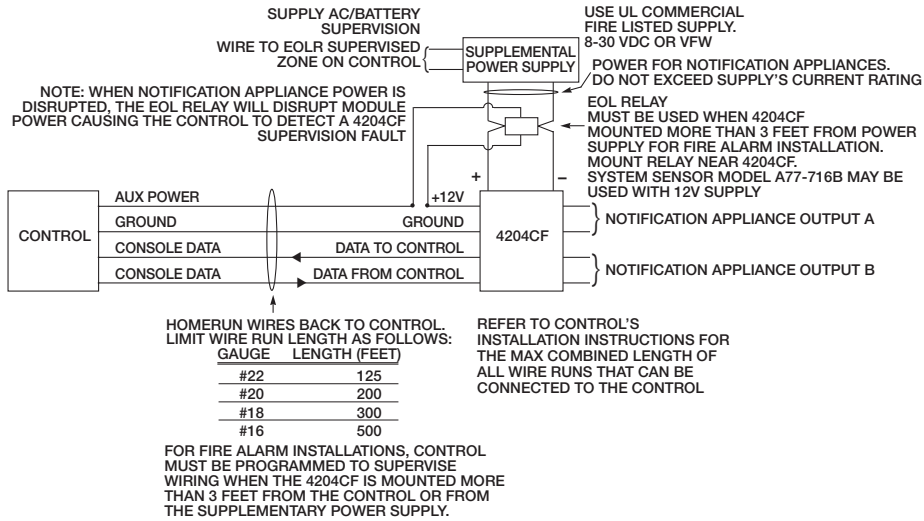 SUPPLY AC/BATTERY
SUPERVISION
WIRE TO EOLR SUPERVISED
ZONE ON CONTROL
SUPPLEMENTAL
POWER SUPPLY
USE UL COMMERCIAL
FIRE LISTED SUPPLY.
8-30 VDC OR VFW
POWER FOR NOTIFICATION APPLIANCES.
DO NOT EXCEED SUPPLY'S CURRENT RATING
NOTE: WHEN NOTIFICATION APPLIANCE POWER IS
DISRUPTED, THE EOL RELAY WILL DISRUPT MODULE
POWER CAUSING THE CONTROL TO DETECT A 4204CF
SUPERVISION FAULT
EOL RELAY
MUST BE USED WHEN 4204CF
MOUNTED MORE THAN 3 FEET FROM POWER
SUPPLY FOR FIRE ALARM INSTALLATION.
MOUNT RELAY NEAR 4204CF.
SYSTEM SENSOR MODEL A77-716B MAY BE
USED WITH 12V SUPPLY
+ –
CONTROL
AUX POWER +12V
GROUND GROUND
CONSOLE DATA DATA TO CONTROL
CONSOLE DATA DATA FROM CONTROL
4204CF
NOTIFICATION APPLIANCE OUTPUT A
NOTIFICATION APPLIANCE OUTPUT B
HOMERUN WIRES BACK TO CONTROL.
LIMIT WIRE RUN LENGTH AS FOLLOWS:
GAUGE LENGTH (FEET)
#22 125
#20 200
#18 300
#16 500
REFER TO CONTROL'S
INSTALLATION INSTRUCTIONS FOR
THE MAX COMBINED LENGTH OF
ALL WIRE RUNS THAT CAN BE
CONNECTED TO THE CONTROL
FOR FIRE ALARM INSTALLATIONS, CONTROL
MUST BE PROGRAMMED TO SUPERVISE
WIRING WHEN THE 4204CF IS MOUNTED MORE
THAN 3 FEET FROM THE CONTROL OR FROM
THE SUPPLEMENTARY POWER SUPPLY.